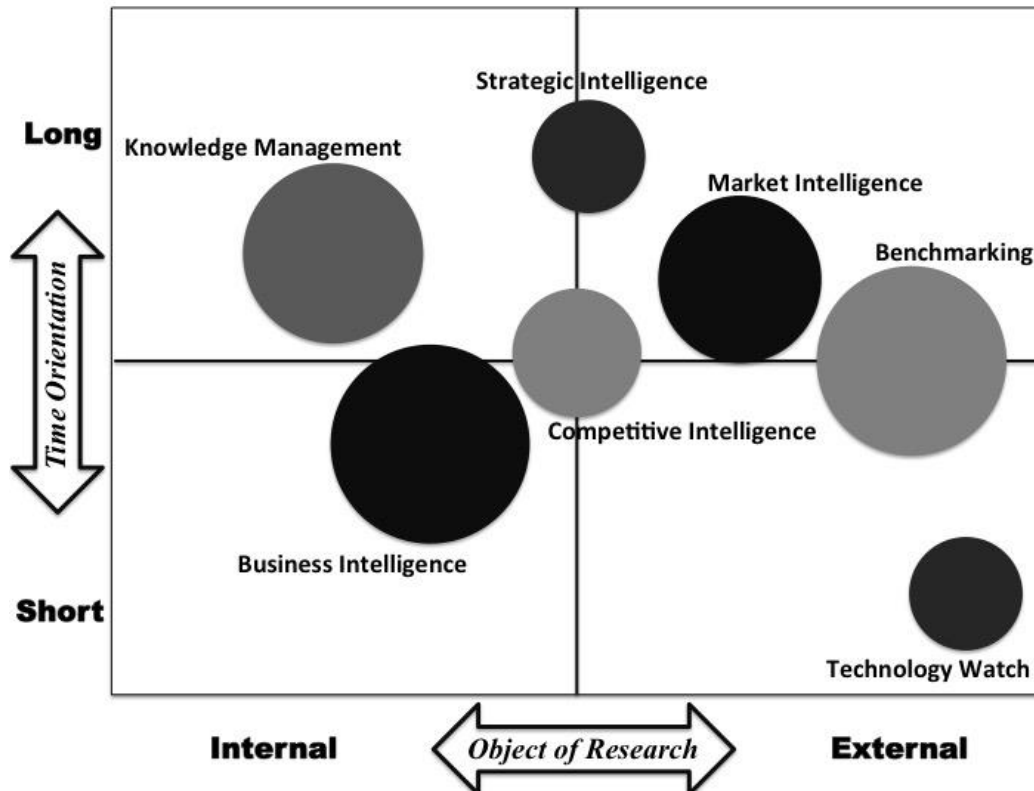 Strategic Intelligence
Long
Knowledge Management
Market Intelligence
Benchmarking
Time Orientation
Competitive Intelligence
Business Intelligence
Short
Technology Watch
Internal
Object of Research
External